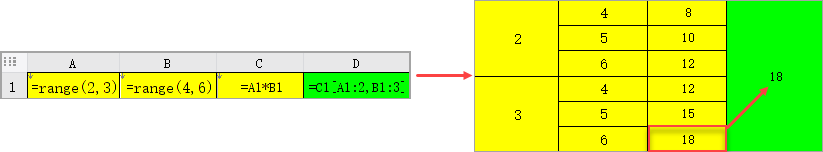 A B C D
1 =range(2,3) =range(4,6) =A1*B1 =C1[A1:2,B1:3]
2 4 8
5 10
6 12
3 4 12
5 15
6 18
18